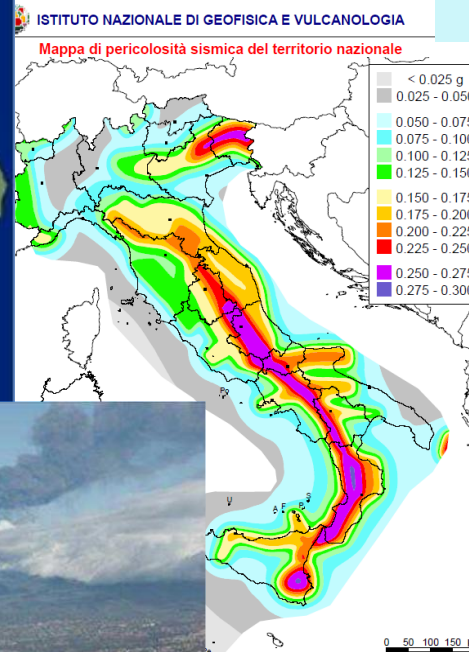 ISTITUTO NAZIONALE DI GEOFISICA E VULCANOLOGIA
Mappa di pericolosità sismica del territorio nazionale
< 0.025 g
0.025 - 0.050
0.050 - 0.075
0.075 - 0.100
0.100 - 0.125
0.125 - 0.150
0.150 - 0.175
0.175 - 0.200
0.200 - 0.225
0.225 - 0.250
0.250 - 0.275
0.275 - 0.300
U
A
F
S
0 50 100 150